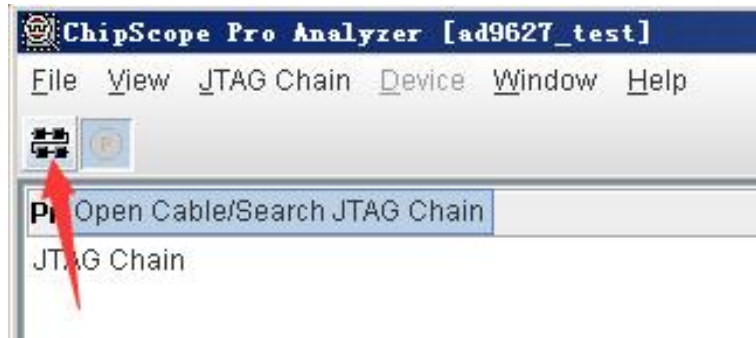 ChipScope Pro Analyzer [ad9627_test]
File View JTAG Chain Device Window Help
Open Cable/Search JTAG Chain
JTAG Chain